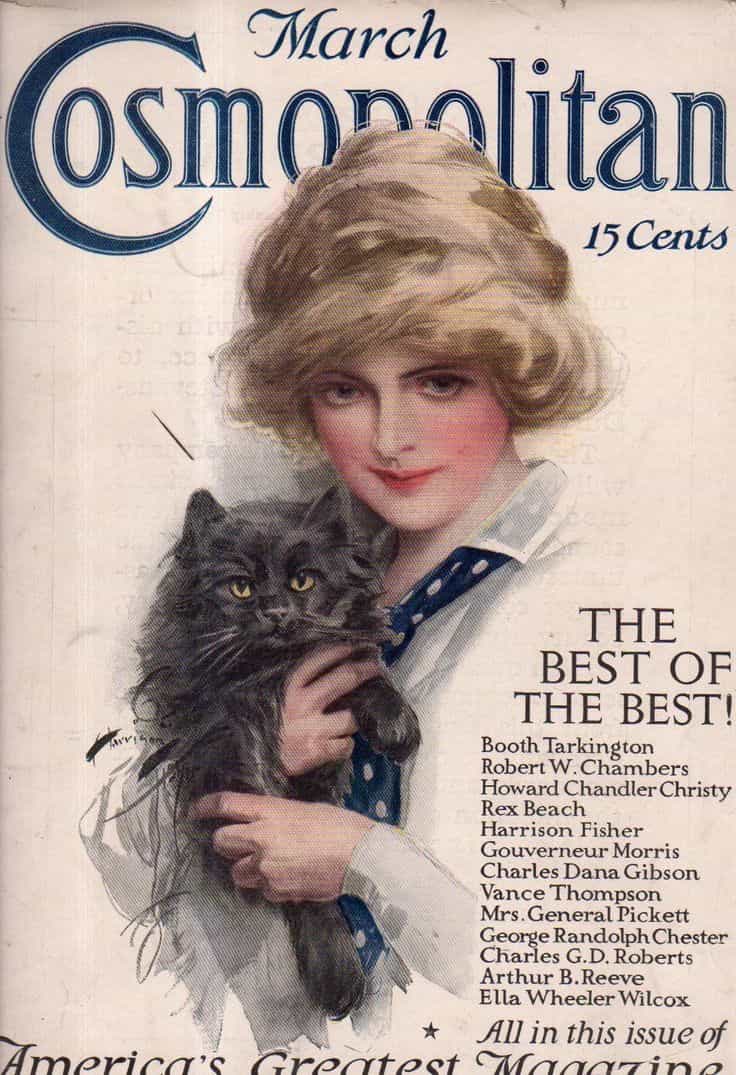 March
Cosmopolitan
15 Cents
THE
BEST OF
THE BEST!
Booth Tarkington
Robert W. Chambers
Howard Chandler Christy
Rex Beach
Harrison Fisher
Gouverneur Morris
Charles Dana Gibson
Vance Thompson
Mrs. General Pickett
George Randolph Chester
Charles G.D. Roberts
Arthur B. Reeve
Ella Wheeler Wilcox
All in this issue of
America's Greatest Magazine
Harrison